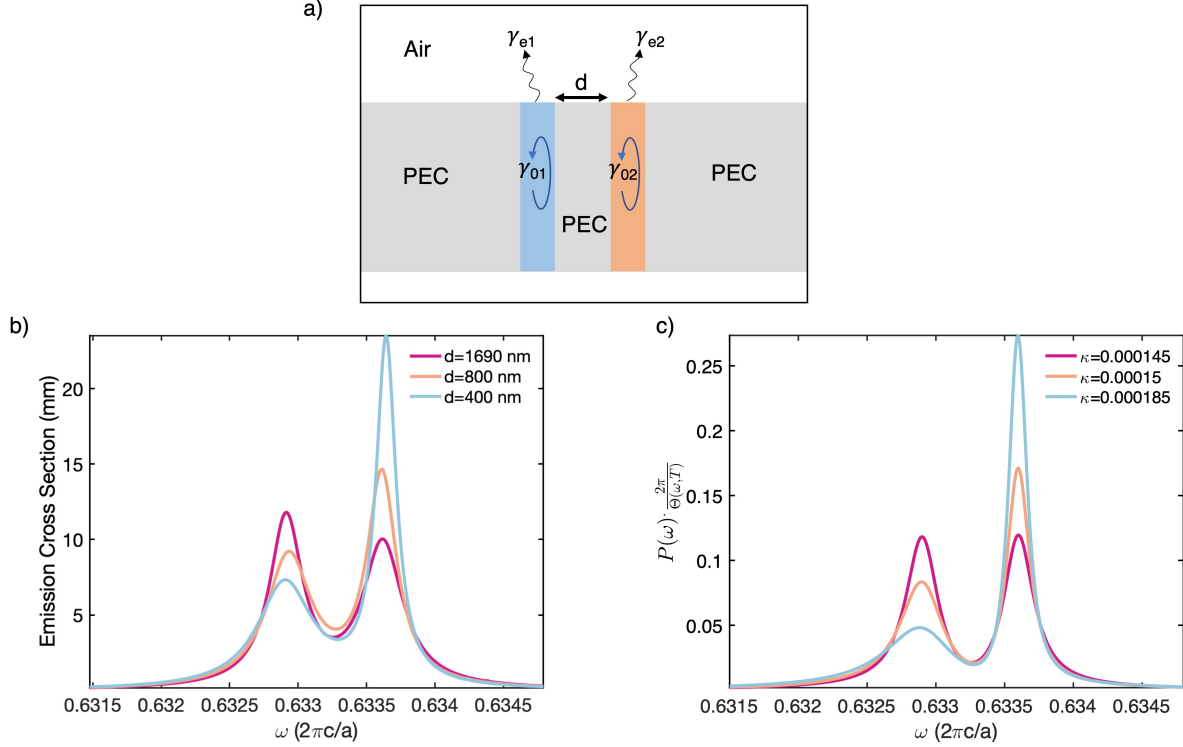 a)
Air
γe1
γe2
d
PEC
γ01
γ02
PEC
PEC
b)
Emission Cross Section (mm)
20
15
10
5
d=1690 nm
d=800 nm
d=400 nm
0.6315 0.632 0.6325 0.633 0.6335 0.634 0.6345
ω (2πc/a)
c)
P(ω)· 2π/Θ(ω,T)
0.25
0.2
0.15
0.1
0.05
κ=0.000145
κ=0.00015
κ=0.000185
0.6315 0.632 0.6325 0.633 0.6335 0.634 0.6345
ω (2πc/a)